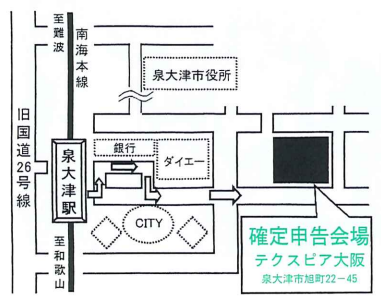 至難波
南海本線
泉大津市役所
旧国道26号線
銀行
ダイエー
泉大津駅
CITY
至和歌山
確定申告会場
テクスピア大阪
泉大津市旭町22−45